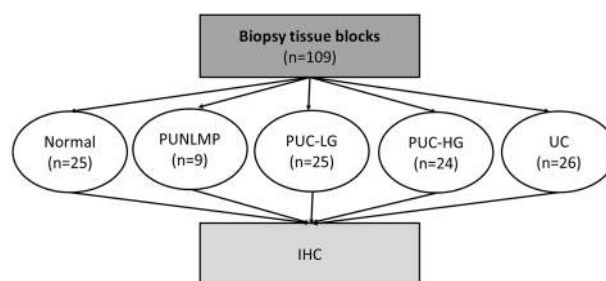 Biopsy tissue blocks
(n=109)
Normal
(n=25)
PUNLMP
(n=9)
PUC-LG
(n=25)
PUC-HG
(n=24)
UC
(n=26)
IHC